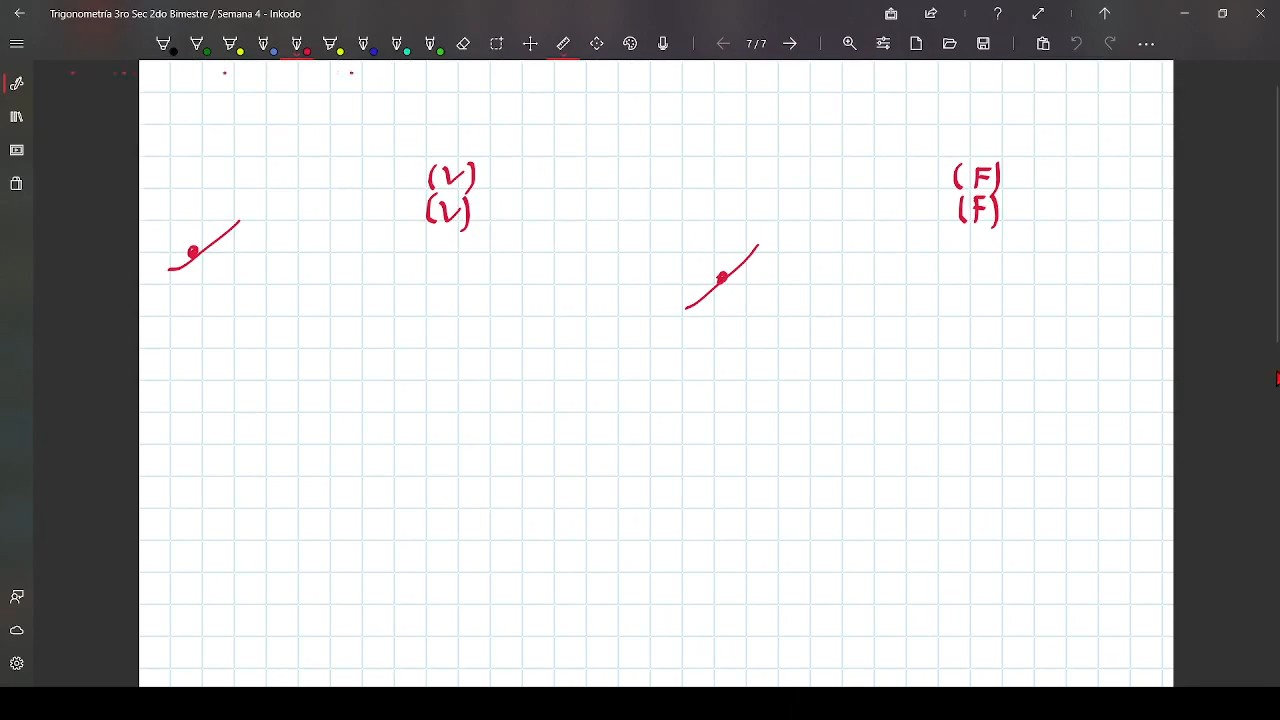 Trigonometría 3ro Sec 2do Bimestre / Semana 4 - Inkodo
7/7
(V)
(V)
(F)
(F)